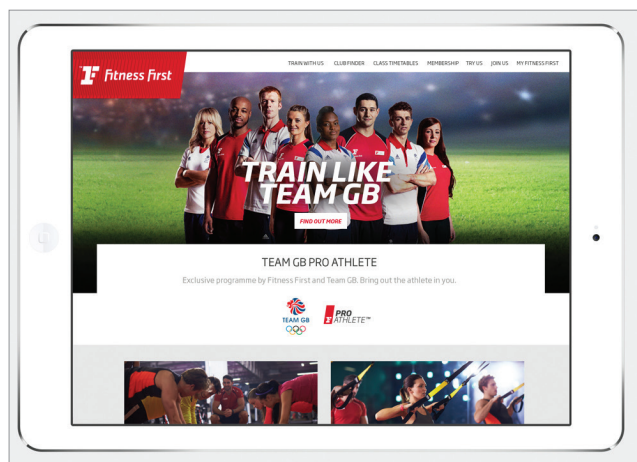 Fitness First
TRAIN WITH US CLUB FINDER CLASS TIMETABLES MEMBERSHIP TRY US JOIN US MY FITNESS FIRST
TRAIN LIKE
TEAM GB
FIND OUT MORE
TEAM GB PRO ATHLETE
Exclusive programme by Fitness First and Team GB. Bring out the athlete in you.
TEAM GB
PRO
ATHLETE™